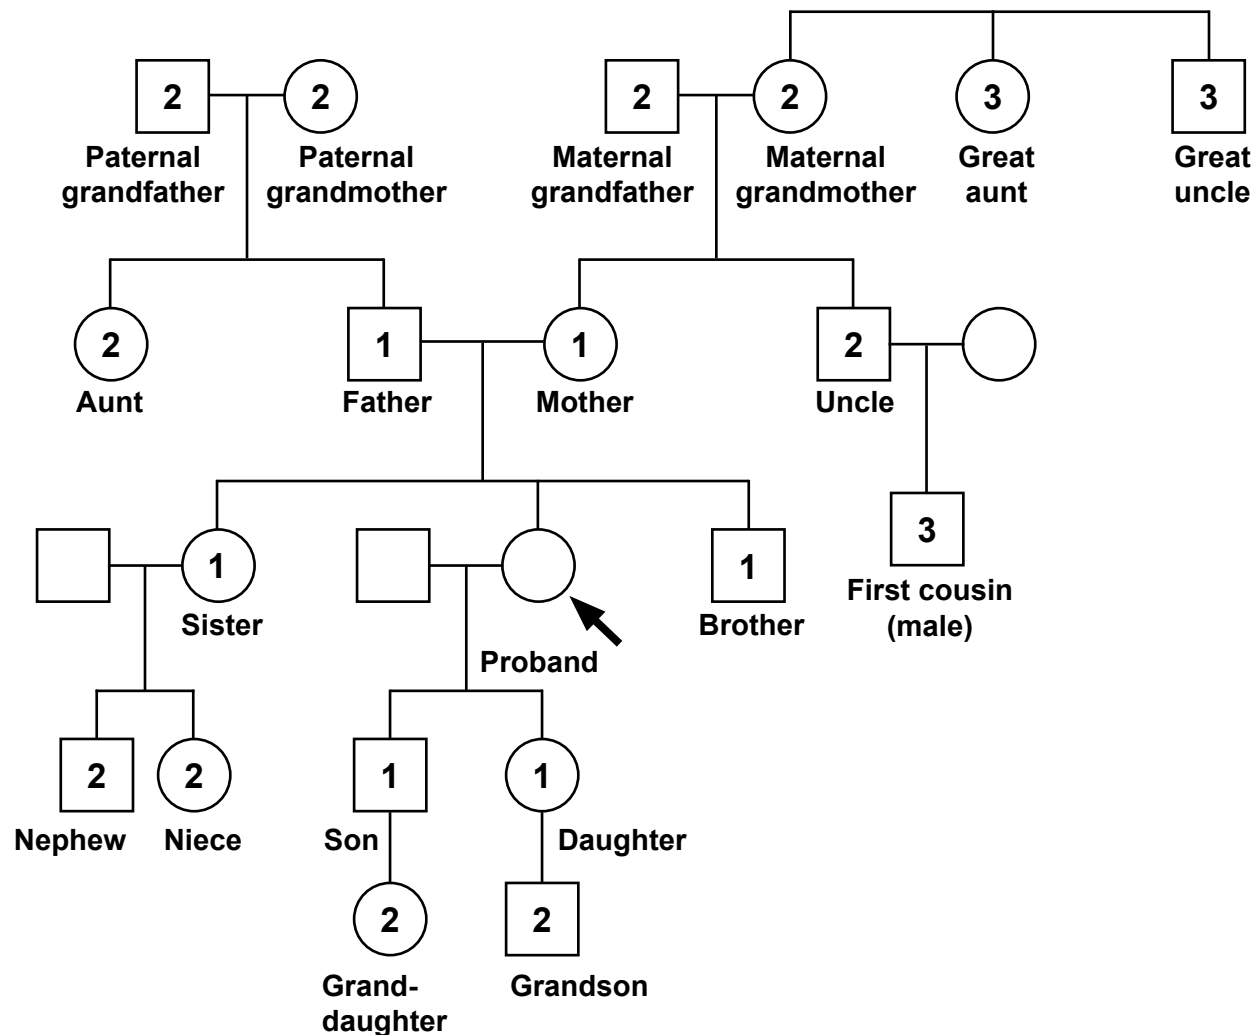 2 2 2 2 3 3
Paternal Paternal Maternal Maternal Great Great
grandfather grandmother grandfather grandmother aunt uncle
2 1 1 2
Aunt Father Mother Uncle
1 1 3
Sister Brother First cousin
(male)
Proband
2 2 1 1
Nephew Niece Son Daughter
2 2
Grand- Grandson
daughter